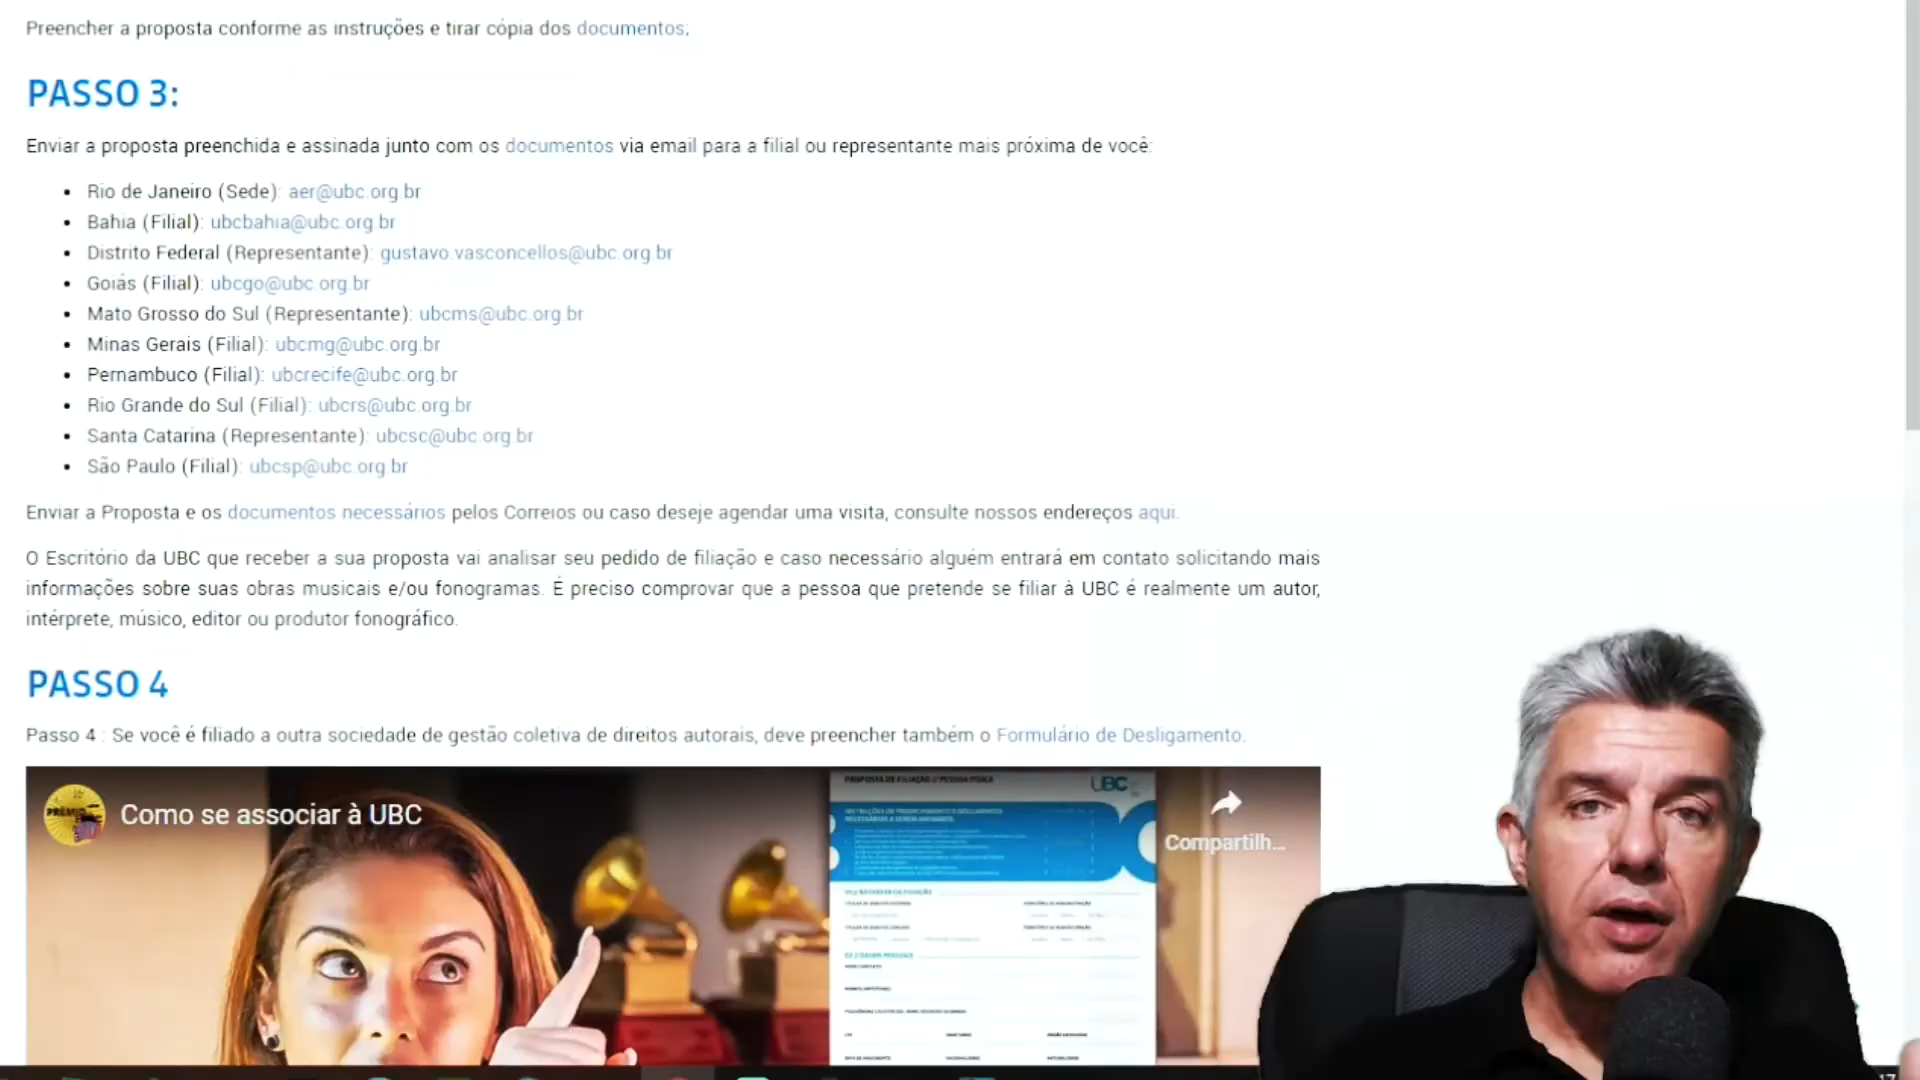 Preencher a proposta conforme as instruções e tirar cópia dos documentos;
PASSO 3:
Enviar a proposta preenchida e assinada junto com os documentos via email para a filial ou representante mais próxima de você:
• Rio de Janeiro (Sede): aer@ubc.org.br
• Bahia (Filial): ubcbahia@ubc.org.br
• Distrito Federal (Representante): gustavo.vasconcellos@ubc.org.br
• Goiás (Filial): ubcgo@ubc.org.br
• Mato Grosso do Sul (Representante): ubcms@ubc.org.br
• Minas Gerais (Filial): ubcmg@ubc.org.br
• Pernambuco (Filial): ubcrecife@ubc.org.br
• Rio Grande do Sul (Filial): ubcrs@ubc.org.br
• Santa Catarina (Representante): ubcsc@ubc.org.br
• São Paulo (Filial): ubcsp@ubc.org.br
Enviar a Proposta e os documentos necessários pelos Correios ou caso deseje agendar uma visita, consulte nossos endereços aqui.
O Escritório da UBC que receber a sua proposta vai analisar seu pedido de filiação e caso necessário alguém entrará em contato solicitando mais
informações sobre suas obras musicais e/ou fonogramas. É preciso comprovar que a pessoa que pretende se filiar à UBC é realmente um autor,
intérprete, músico, editor ou produtor fonográfico.
PASSO 4
Passo 4 : Se você é filiado a outra sociedade de gestão coletiva de direitos autorais, deve preencher também o Formulário de Desligamento.
Como se associar à UBC
Compartilh...
PROPOSTA DE FILIAÇÃO // PESSOA FÍSICA
UBC